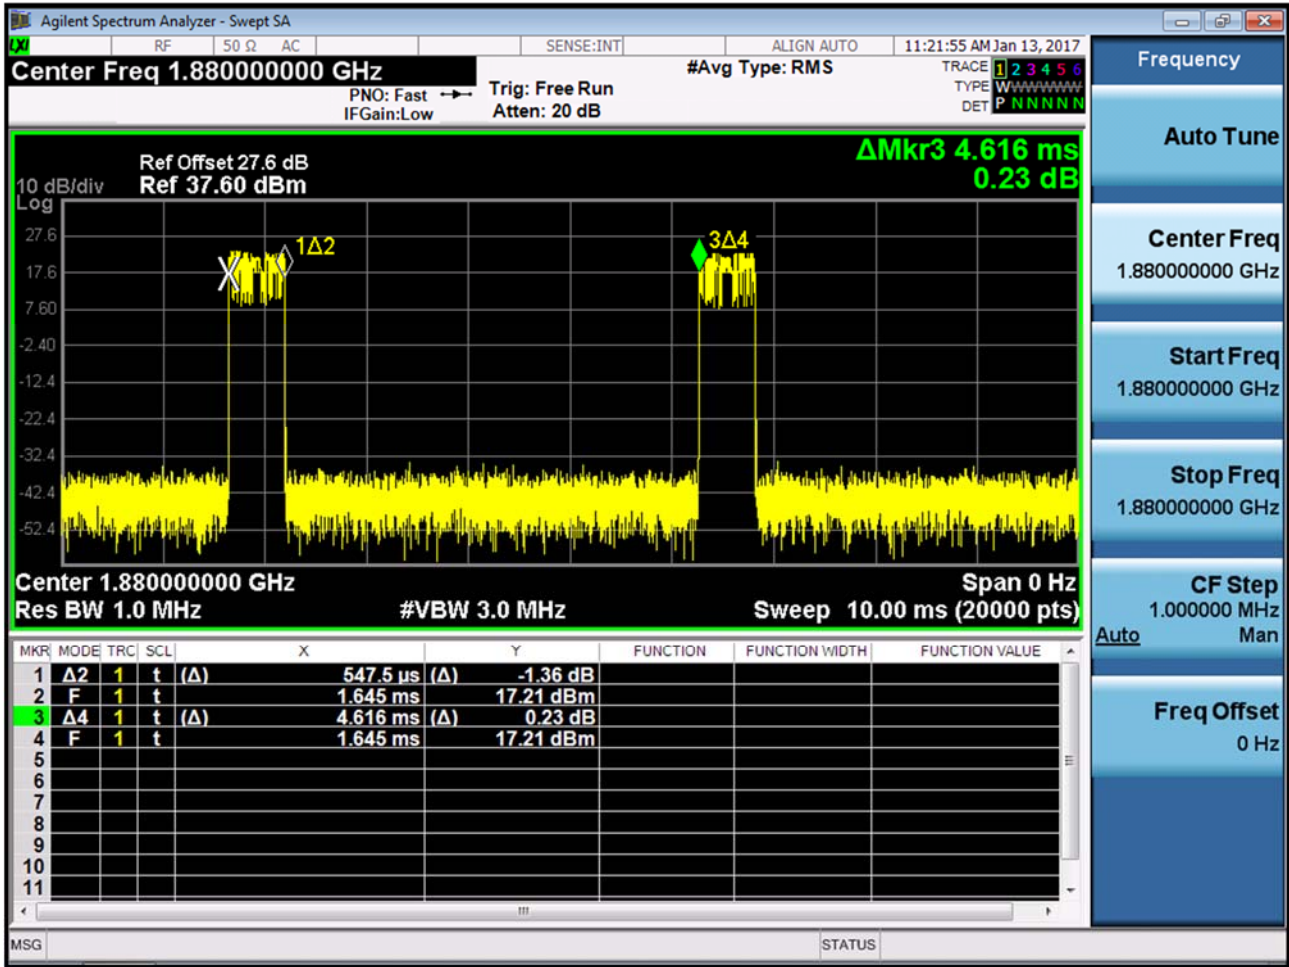 Agilent Spectrum Analyzer - Swept SA
LXI RF 50 Ω AC SENSE:INT ALIGN AUTO 11:21:55 AM Jan 13, 2017
Center Freq 1.880000000 GHz
PNO: Fast
IFGain:Low
Trig: Free Run
Atten: 20 dB
#Avg Type: RMS
TRACE 1 2 3 4 5 6
TYPE WWWWWW
DET P N N N N N
ΔMkr3 4.616 ms
0.23 dB
Ref Offset 27.6 dB
10 dB/div Ref 37.60 dBm
Log
27.6
17.6
7.60
-2.40
-12.4
-22.4
-32.4
-42.4
-52.4
1Δ2
3Δ4
X
Center 1.880000000 GHz Span 0 Hz
Res BW 1.0 MHz #VBW 3.0 MHz Sweep 10.00 ms (20000 pts)
MKR MODE TRC SCL X Y FUNCTION FUNCTION WIDTH FUNCTION VALUE
1 Δ2 1 t (Δ) 547.5 µs (Δ) -1.36 dB
2 F 1 t 1.645 ms 17.21 dBm
3 Δ4 1 t (Δ) 4.616 ms (Δ) 0.23 dB
4 F 1 t 1.645 ms 17.21 dBm
5
6
7
8
9
10
11
MSG STATUS
Frequency
Auto Tune
Center Freq
1.880000000 GHz
Start Freq
1.880000000 GHz
Stop Freq
1.880000000 GHz
CF Step
1.000000 MHz
Auto Man
Freq Offset
0 Hz